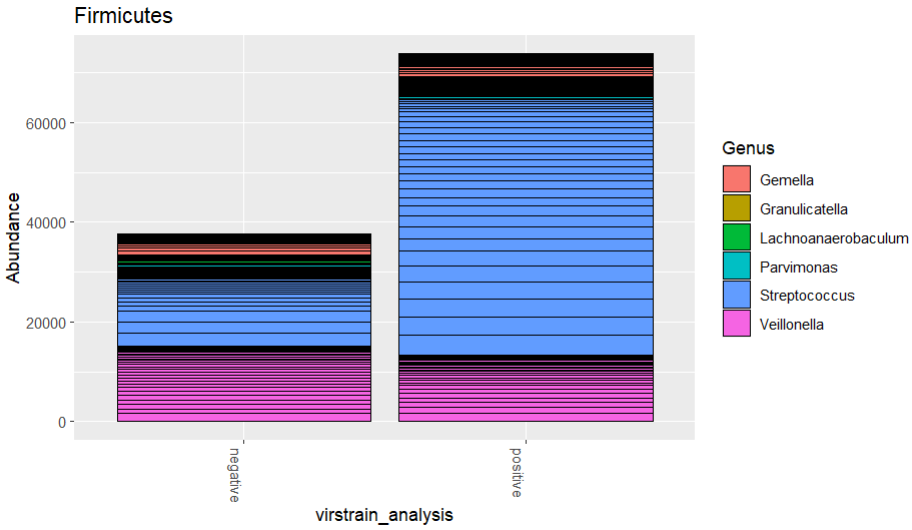 Firmicutes
Abundance
60000
40000
20000
0
negative
positive
virstrain_analysis
Genus
Gemella
Granulicatella
Lachnoanaerobaculum
Parvimonas
Streptococcus
Veillonella